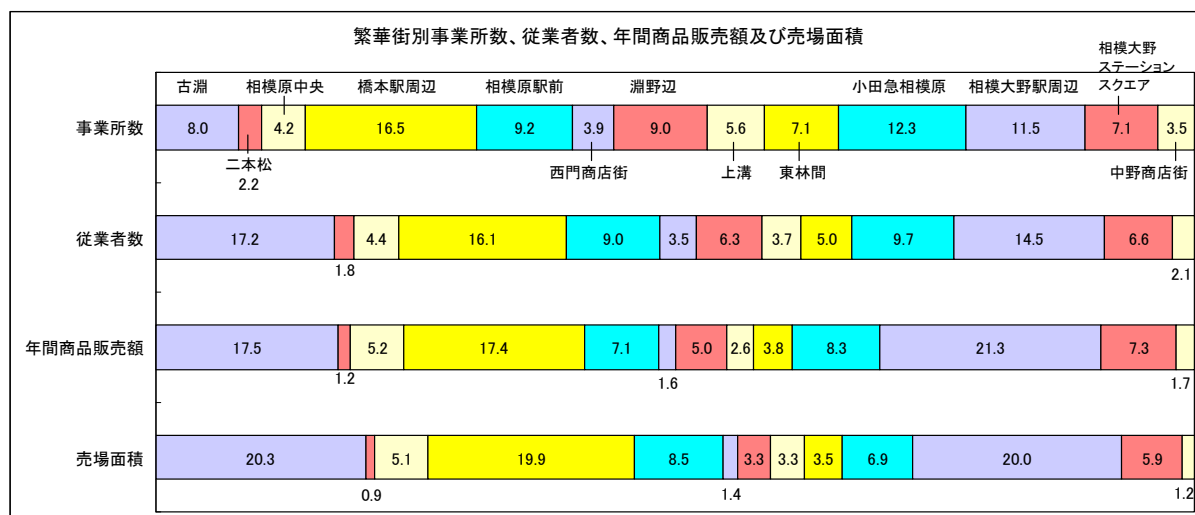 繁華街別事業所数、従業者数、年間商品販売額及び売場面積
相模大野
ステーション
スクエア
古淵 相模原中央 橋本駅周辺 相模原駅前 淵野辺 小田急相模原 相模大野駅周辺
事業所数 8.0 4.2 16.5 9.2 3.9 9.0 5.6 7.1 12.3 11.5 7.1 3.5
二本松 西門商店街 上溝 東林間 中野商店街
2.2
従業者数 17.2 4.4 16.1 9.0 3.5 6.3 3.7 5.0 9.7 14.5 6.6
1.8 2.1
年間商品販売額 17.5 5.2 17.4 7.1 5.0 2.6 3.8 8.3 21.3 7.3
1.2 1.6 1.7
売場面積 20.3 5.1 19.9 8.5 3.3 3.3 3.5 6.9 20.0 5.9
0.9 1.4 1.2